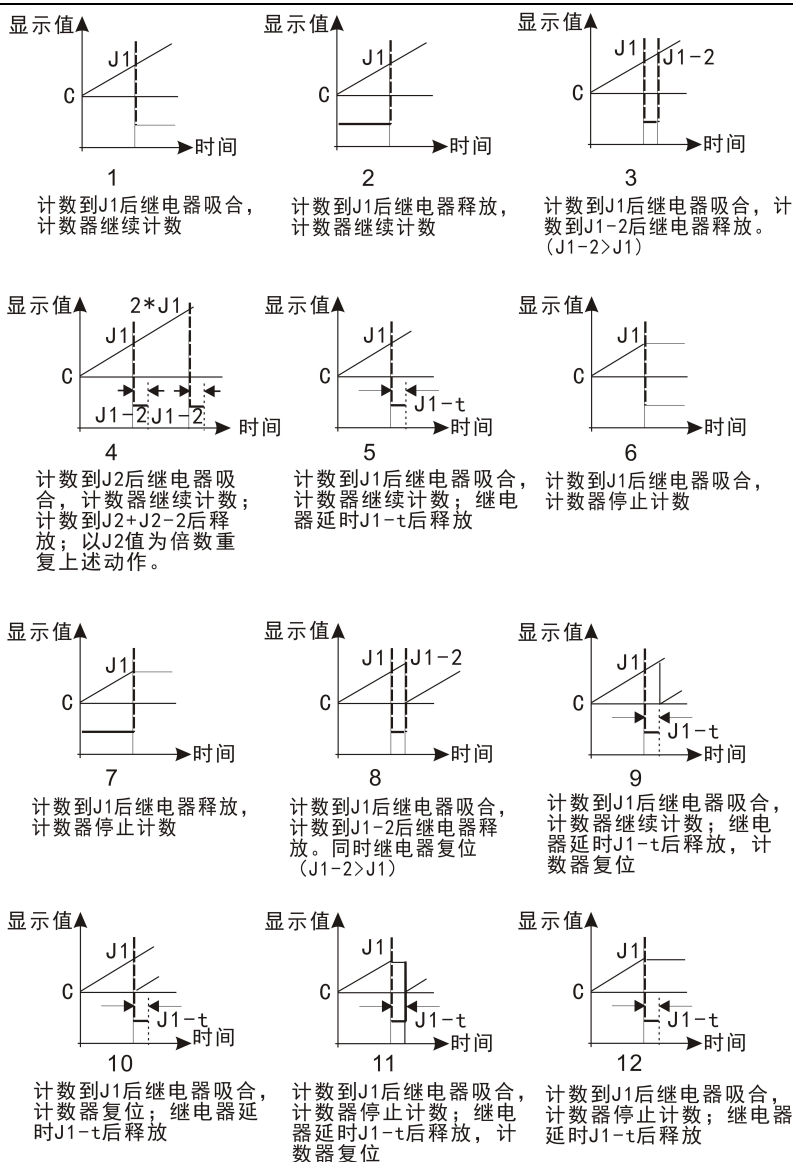 显示值
J1
C
时间
1
计数到J1后继电器吸合，
计数器继续计数
显示值
J1
C
时间
2
计数到J1后继电器释放，
计数器继续计数
显示值
J1
J1-2
C
时间
3
计数到J1后继电器吸合，计
数到J1-2后继电器释放。
(J1-2>J1)
显示值
2*J1
J1
C
J1-2
J1-2
时间
4
计数到J2后继电器吸
合，计数器继续计数；
计数到J2+J2-2后释
放；以J2值为倍数重
复上述动作。
显示值
J1
C
J1-t
时间
5
计数到J1后继电器吸合，
计数器继续计数；继电
器延时J1-t后释放
显示值
J1
C
时间
6
计数到J1后继电器吸合，
计数器停止计数
显示值
J1
C
时间
7
计数到J1后继电器释放，
计数器停止计数
显示值
J1
J1-2
C
时间
8
计数到J1后继电器吸合，
计数到J1-2后继电器释
放。同时继电器复位
(J1-2>J1)
显示值
J1
C
J1-t
时间
9
计数到J1后继电器吸合，
计数器继续计数；继电
器延时J1-t后释放，计
数器复位
显示值
J1
C
J1-t
时间
10
计数到J1后继电器吸合，
计数器复位；继电器延
时J1-t后释放
显示值
J1
C
J1-t
时间
11
计数到J1后继电器吸合，
计数器停止计数；继电
器延时J1-t后释放，计
数器复位
显示值
J1
C
J1-t
时间
12
计数到J1后继电器吸合，
计数器停止计数；继电器
延时J1-t后释放